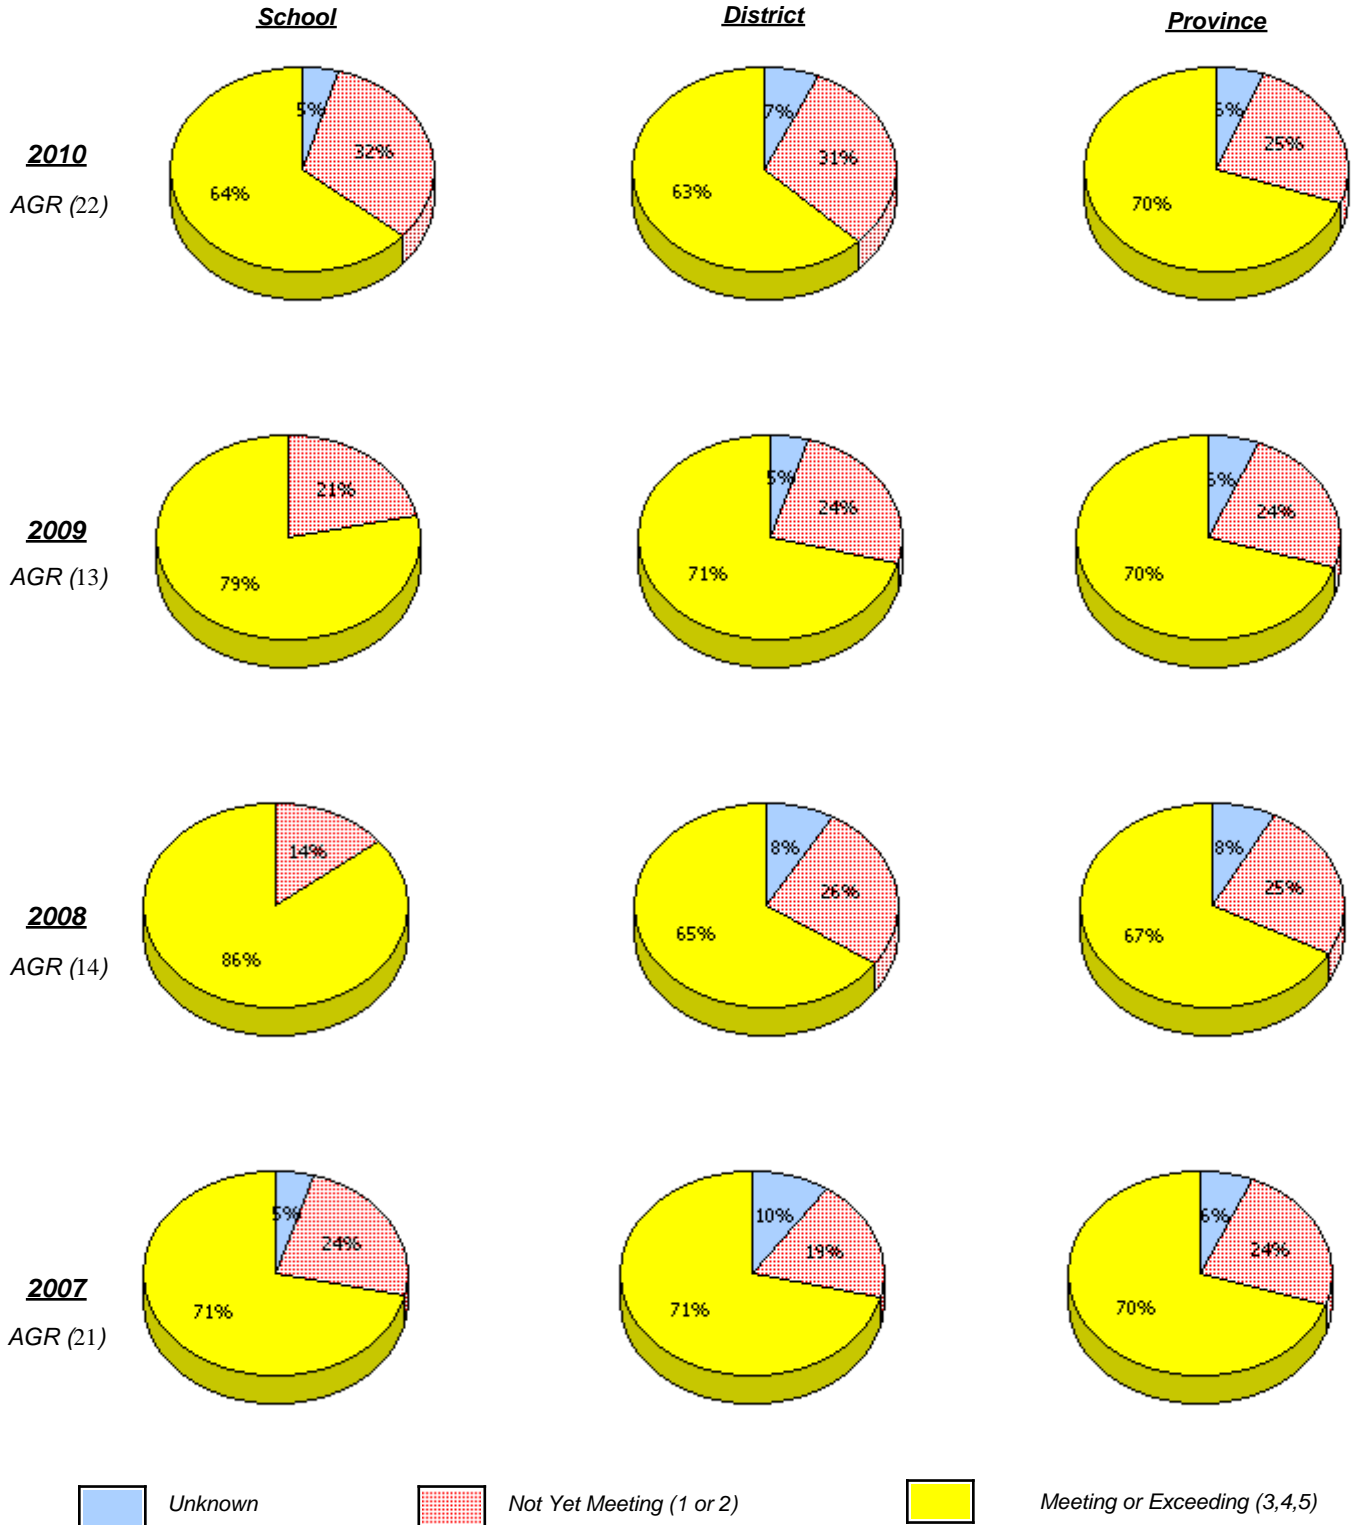 School District Province
5% 7% 6%
32% 31% 25%
2010
64% 63% 70%
AGR (22)
5% 6%
21% 24% 24%
2009
79% 71% 70%
AGR (13)
14% 8% 8%
26% 25%
2008
86% 65% 67%
AGR (14)
5% 10% 6%
24% 19% 24%
2007
71% 71% 70%
AGR (21)
Unknown Not Yet Meeting (1 or 2) Meeting or Exceeding (3,4,5)